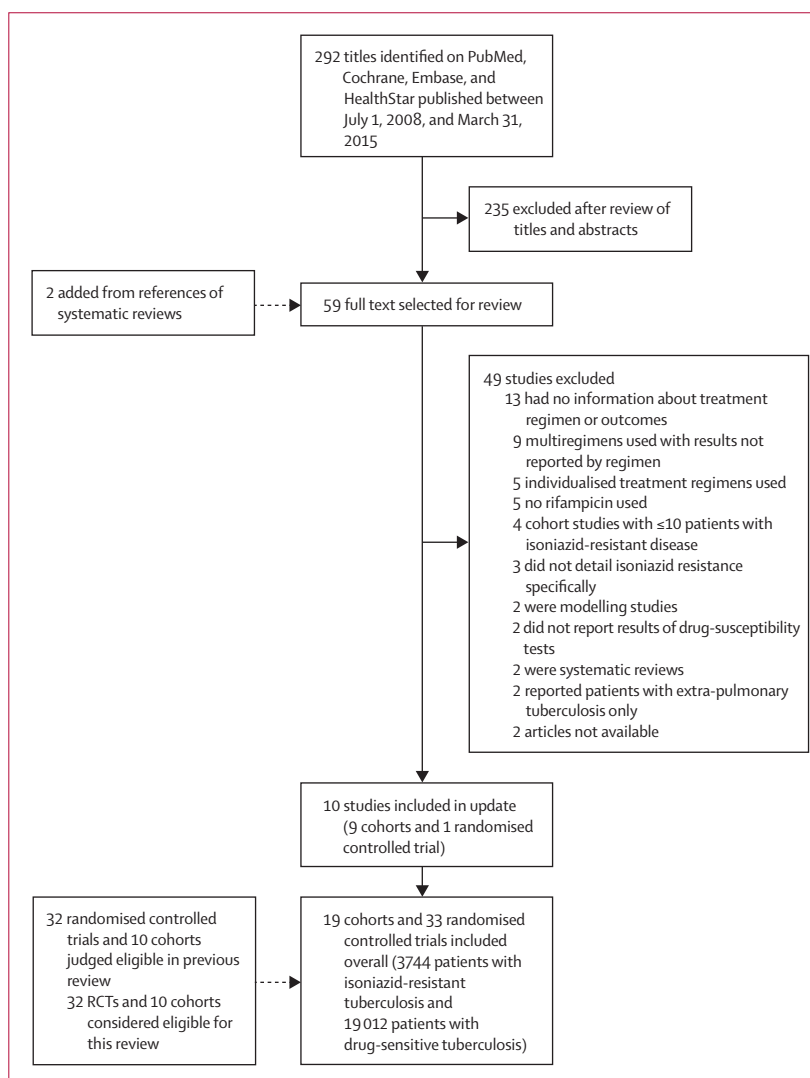 292 titles identified on PubMed,
Cochrane, Embase, and
HealthStar published between
July 1, 2008, and March 31,
2015
235 excluded after review of
titles and abstracts
2 added from references of
systematic reviews
59 full text selected for review
49 studies excluded
13 had no information about treatment
regimen or outcomes
9 multiregimens used with results not
reported by regimen
5 individualised treatment regimens used
5 no rifampicin used
4 cohort studies with ≤10 patients with
isoniazid-resistant disease
3 did not detail isoniazid resistance
specifically
2 were modelling studies
2 did not report results of drug-susceptibility
tests
2 were systematic reviews
2 reported patients with extra-pulmonary
tuberculosis only
2 articles not available
10 studies included in update
(9 cohorts and 1 randomised
controlled trial)
32 randomised controlled
trials and 10 cohorts
judged eligible in previous
review
32 RCTs and 10 cohorts
considered eligible for
this review
19 cohorts and 33 randomised
controlled trials included
overall (3744 patients with
isoniazid-resistant
tuberculosis and
19 012 patients with
drug-sensitive tuberculosis)